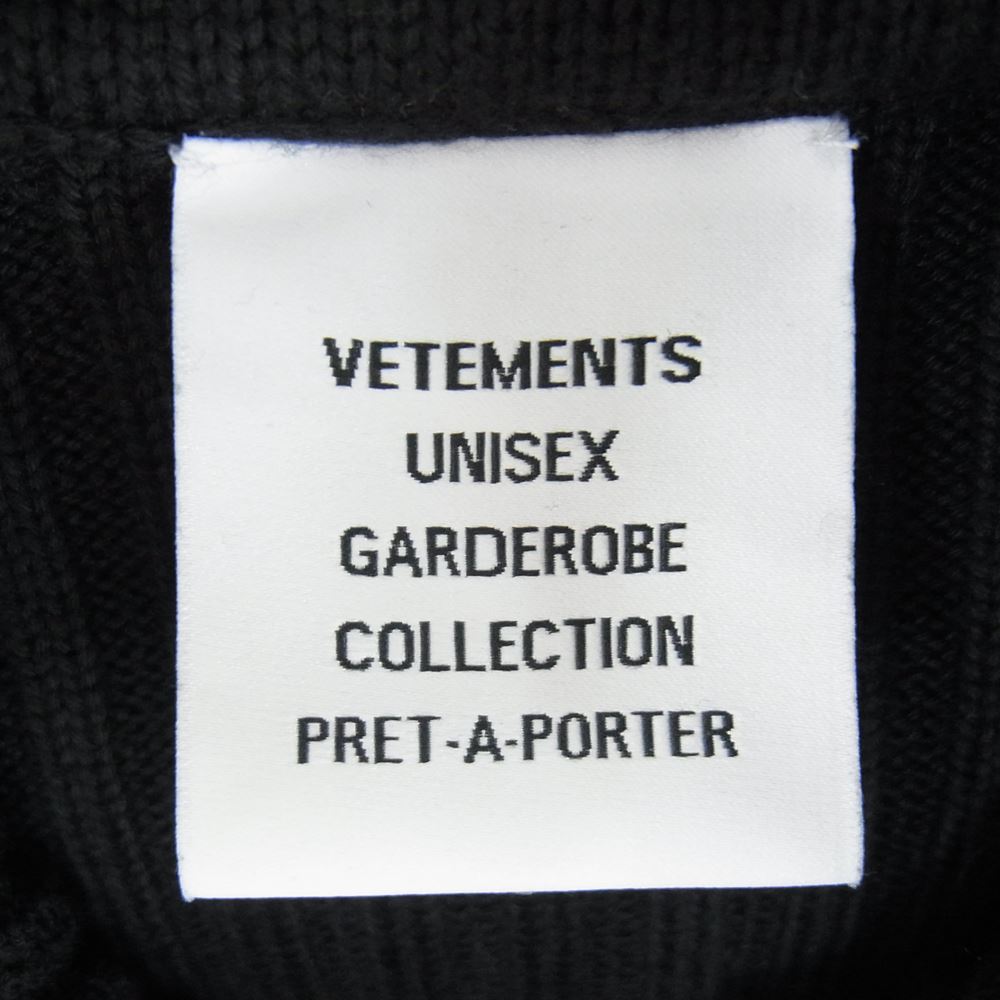 VETEMENTS
UNISEX
GARDEROBE
COLLECTION
PRET-A-PORTER